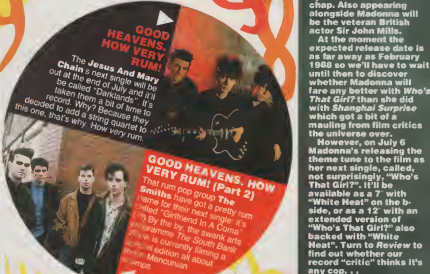 GOOD
HEAVENS.
HOW VERY
RUM!
The Jesus And Mary
Chain's next single will be
out at the end of July and it'll
be called "Darklands". It's
taken them a bit of time to
record. Why? Because they
decided to add a string quartet to
this one, that's why. How very rum.
GOOD HEAVENS. HOW
VERY RUM! (Part 2)
That rum pop group The
Smiths have got a pretty rum
name for their next single: it's
called "Girlfriend In A Coma"
By the by, the swank arts
programme The South Bank
is currently filming a
edition all about
Mancunian
chap. Also appearing
alongside Madonna will
be the veteran British
actor Sir John Mills.
At the moment the
expected release date is
as far away as February
1988 so we'll have to wait
until then to discover
whether Madonna will
fare any better with Who's
That Girl? than she did
with Shanghai Surprise
which got a bit of a
mauling from film critics
the universe over.
However, on July 6
Madonna's releasing the
theme tune to the film as
her next single, called,
not surprisingly, "Who's
That Girl?". It'll be
available as a 7" with
"White Heat" on the b-
side, or as a 12" with an
extended version of
"Who's That Girl?" also
backed with "White
Heat". Turn to Review to
find out whether our
record "critic" thinks it's
any cop. . .